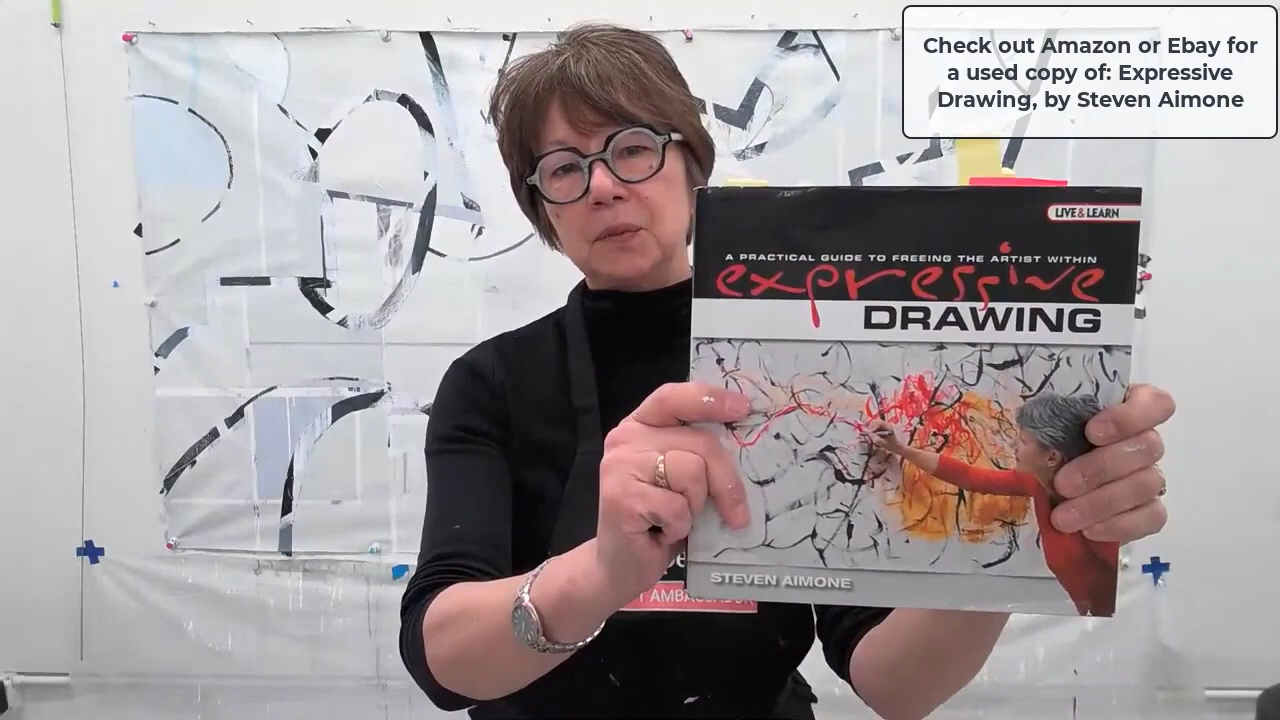 Check out Amazon or Ebay for
a used copy of: Expressive
Drawing, by Steven Aimone
LIVE & LEARN
A PRACTICAL GUIDE TO FREEING THE ARTIST WITHIN
expressive
DRAWING
STEVEN AIMONE
AMBASSADOR